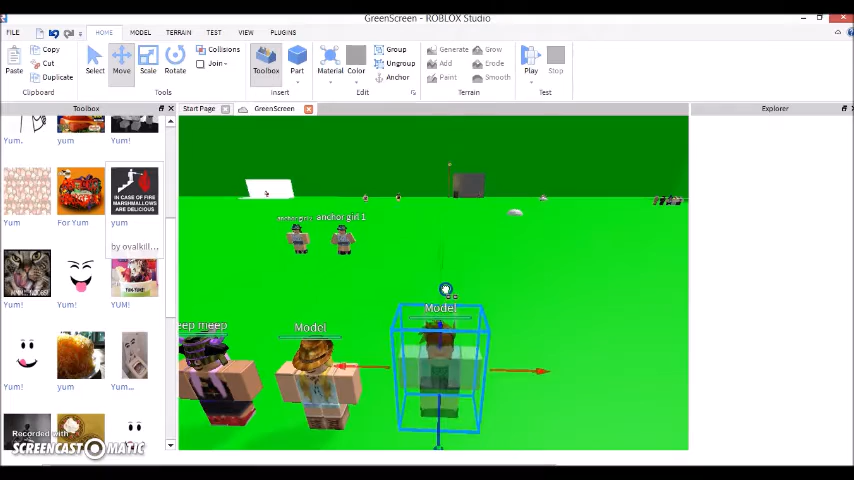 GreenScreen - ROBLOX Studio
FILE HOME MODEL TERRAIN TEST VIEW PLUGINS
Copy
Cut
Duplicate
Paste
Select Move Scale Rotate
Collisions
Join
Toolbox Part
Material Color
Group
Ungroup
Anchor
Generate Grow
Add Erode
Paint Smooth
Play Stop
Clipboard Tools Insert Edit Terrain Test
Toolbox
Start Page GreenScreen
Explorer
Yum. yum Yum!
IN CASE OF FIRE
MARSHMALLOWS
ARE DELICIOUS
Yum For Yum yum
by ovalkill...
Yum! Yum! YUM!
Yum! yum Yum...
anchor girl 1
Model
eep meep Model
Recorded with
SCREENCAST MATIC